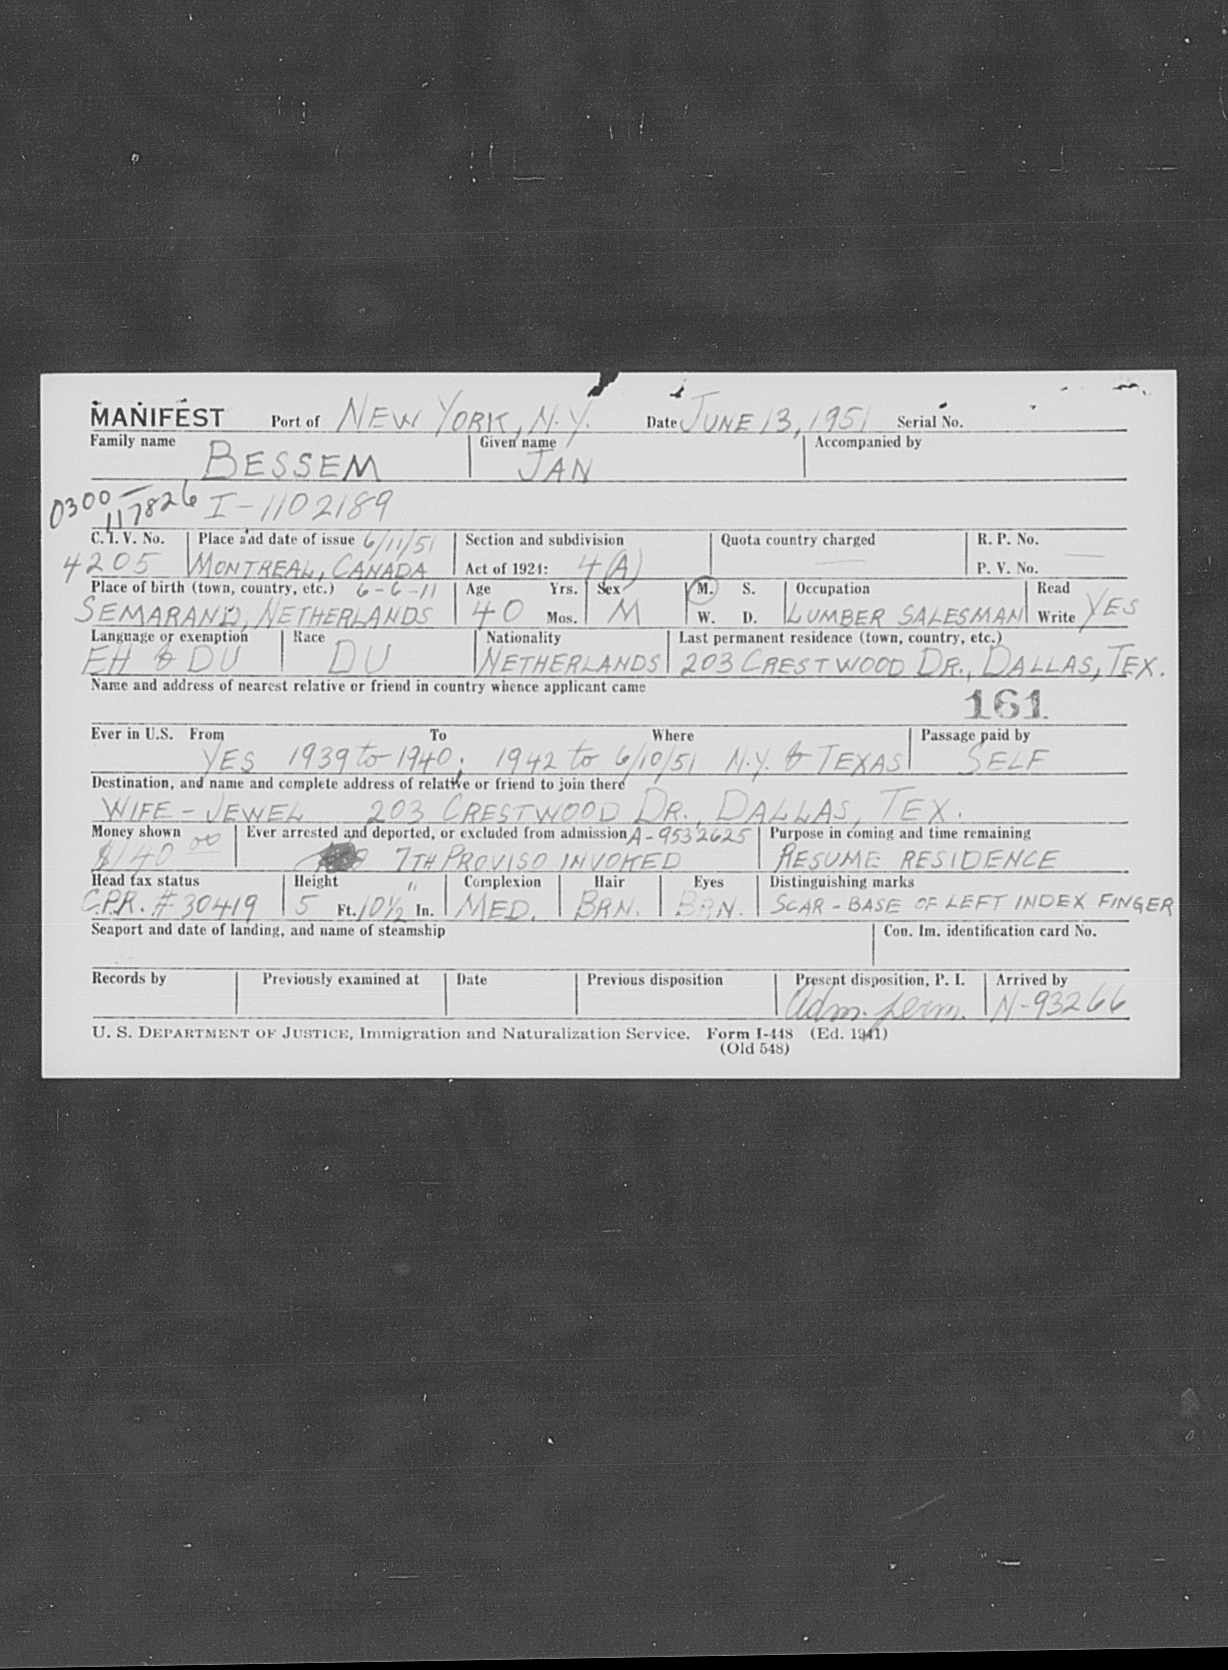 MANIFEST Port of NEW YORK, N.Y. Date JUNE 13, 1951 Serial No.
Family name BESSEM Given name JAN Accompanied by
0300-117826 I-1102189
C. I. V. No. Place and date of issue 6/11/51 Section and subdivision Quota country charged R. P. No.
4205 MONTREAL, CANADA Act of 1924: 4(A) P. V. No.
Place of birth (town, country, etc.) 6-6-11 Age Yrs. Sex M. S. Occupation Read
SEMARAND, NETHERLANDS 40 Mos. M W. D. LUMBER SALESMAN Write YES
Language or exemption Race Nationality Last permanent residence (town, country, etc.)
EH & DU DU NETHERLANDS 203 CRESTWOOD DR., DALLAS, TEX.
Name and address of nearest relative or friend in country whence applicant came
161
Ever in U.S. From To Where Passage paid by
YES 1939 to 1940; 1942 to 6/10/51 N.Y. & TEXAS SELF
Destination, and name and complete address of relative or friend to join there
WIFE - JEWEL 203 CRESTWOOD DR., DALLAS, TEX.
Money shown Ever arrested and deported, or excluded from admission A-9532625 Purpose in coming and time remaining
$140 00 7TH PROVISO INVOKED RESUME RESIDENCE
Head tax status Height " Complexion Hair Eyes Distinguishing marks
C.P.R. # 30419 5 Ft. 10½ In. MED. BRN. BRN. SCAR - BASE OF LEFT INDEX FINGER
Seaport and date of landing, and name of steamship Con. Im. identification card No.
Records by Previously examined at Date Previous disposition Present disposition, P. I. Arrived by
Adm. perm. N-93266
U. S. DEPARTMENT OF JUSTICE, Immigration and Naturalization Service. Form I-448 (Ed. 1941)
(Old 548)